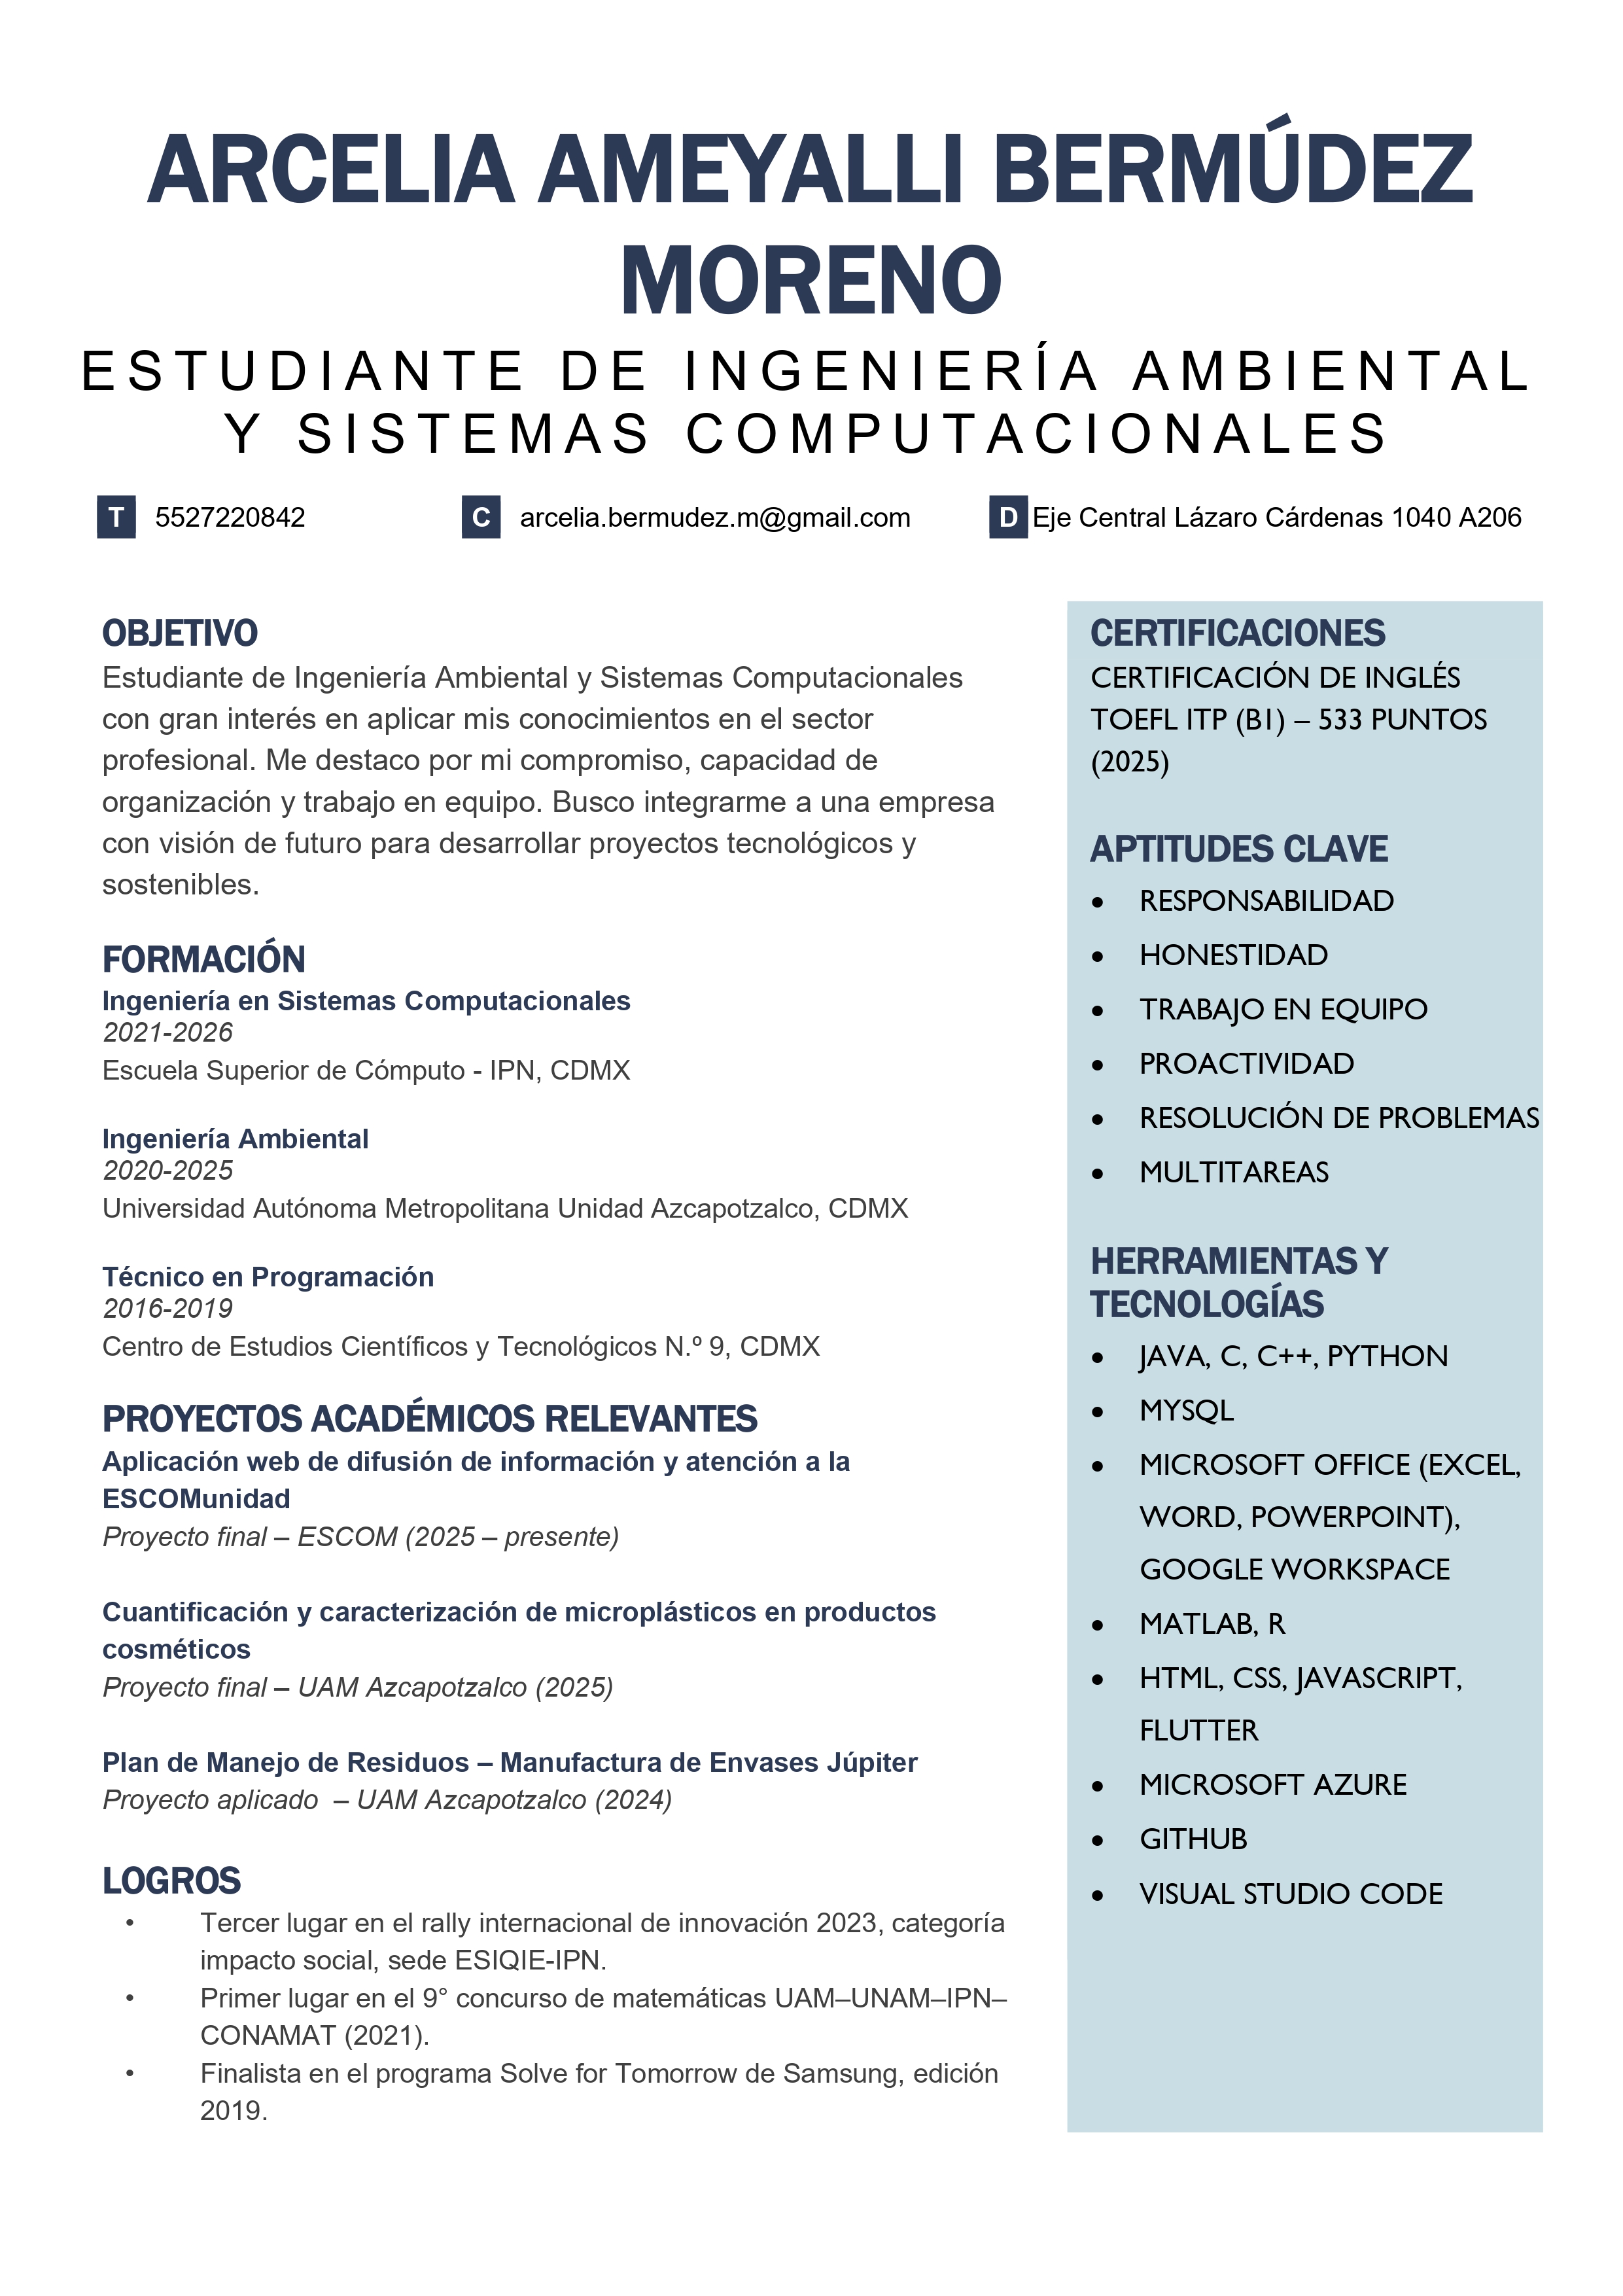 ARCELIA AMEYALLI BERMÚDEZ
MORENO
ESTUDIANTE DE INGENIERÍA AMBIENTAL
Y SISTEMAS COMPUTACIONALES
T 5527220842 C arcelia.bermudez.m@gmail.com D Eje Central Lázaro Cárdenas 1040 A206
OBJETIVO
Estudiante de Ingeniería Ambiental y Sistemas Computacionales
con gran interés en aplicar mis conocimientos en el sector
profesional. Me destaco por mi compromiso, capacidad de
organización y trabajo en equipo. Busco integrarme a una empresa
con visión de futuro para desarrollar proyectos tecnológicos y
sostenibles.
FORMACIÓN
Ingeniería en Sistemas Computacionales
2021-2026
Escuela Superior de Cómputo - IPN, CDMX
Ingeniería Ambiental
2020-2025
Universidad Autónoma Metropolitana Unidad Azcapotzalco, CDMX
Técnico en Programación
2016-2019
Centro de Estudios Científicos y Tecnológicos N.º 9, CDMX
PROYECTOS ACADÉMICOS RELEVANTES
Aplicación web de difusión de información y atención a la
ESCOMunidad
Proyecto final – ESCOM (2025 – presente)
Cuantificación y caracterización de microplásticos en productos
cosméticos
Proyecto final – UAM Azcapotzalco (2025)
Plan de Manejo de Residuos – Manufactura de Envases Júpiter
Proyecto aplicado – UAM Azcapotzalco (2024)
LOGROS
• Tercer lugar en el rally internacional de innovación 2023, categoría
impacto social, sede ESIQIE-IPN.
• Primer lugar en el 9° concurso de matemáticas UAM–UNAM–IPN–
CONAMAT (2021).
• Finalista en el programa Solve for Tomorrow de Samsung, edición
2019.
CERTIFICACIONES
CERTIFICACIÓN DE INGLÉS
TOEFL ITP (B1) – 533 PUNTOS
(2025)
APTITUDES CLAVE
• RESPONSABILIDAD
• HONESTIDAD
• TRABAJO EN EQUIPO
• PROACTIVIDAD
• RESOLUCIÓN DE PROBLEMAS
• MULTITAREAS
HERRAMIENTAS Y
TECNOLOGÍAS
• JAVA, C, C++, PYTHON
• MYSQL
• MICROSOFT OFFICE (EXCEL,
WORD, POWERPOINT),
GOOGLE WORKSPACE
• MATLAB, R
• HTML, CSS, JAVASCRIPT,
FLUTTER
• MICROSOFT AZURE
• GITHUB
• VISUAL STUDIO CODE